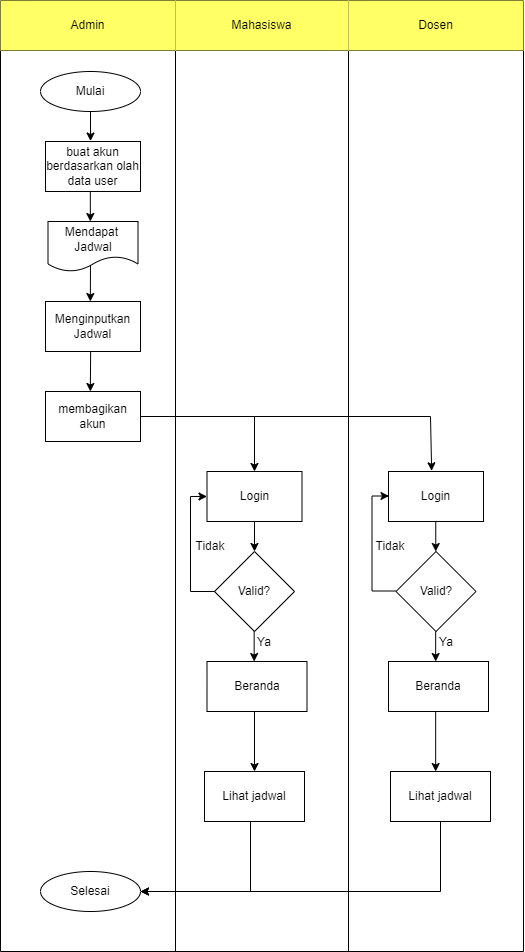 Admin
Mahasiswa
Dosen
Mulai
buat akun
berdasarkan olah
data user
Mendapat
Jadwal
Menginputkan
Jadwal
membagikan
akun
Login
Login
Tidak
Tidak
Valid?
Valid?
Ya
Ya
Beranda
Beranda
Lihat jadwal
Lihat jadwal
Selesai